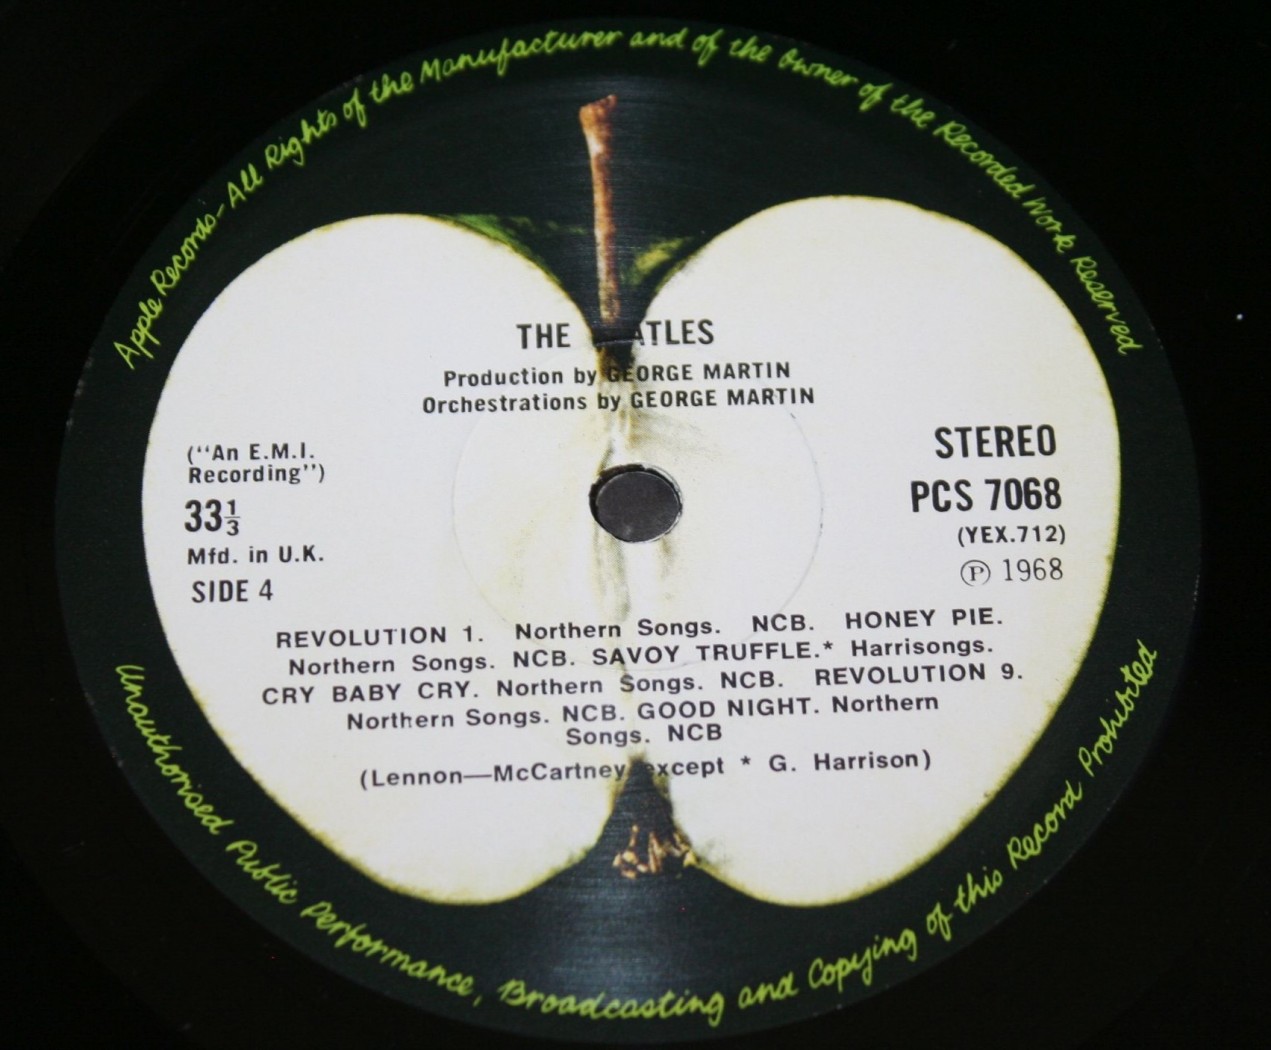 Apple Records - All Rights of the Manufacturer and of the Owner of the Recorded Work Reserved
THE ATLES
Production by GEORGE MARTIN
Orchestrations by GEORGE MARTIN
("An E.M.I.
Recording")
33⅓
Mfd. in U.K.
SIDE 4
STEREO
PCS 7068
(YEX.712)
Ⓟ 1968
REVOLUTION 1. Northern Songs. NCB. HONEY PIE.
Northern Songs. NCB. SAVOY TRUFFLE.* Harrisongs.
CRY BABY CRY. Northern Songs. NCB. REVOLUTION 9.
Northern Songs. NCB. GOOD NIGHT. Northern
Songs. NCB
(Lennon—McCartney except * G. Harrison)
Unauthorised Public Performance, Broadcasting and Copying of this Record Prohibited